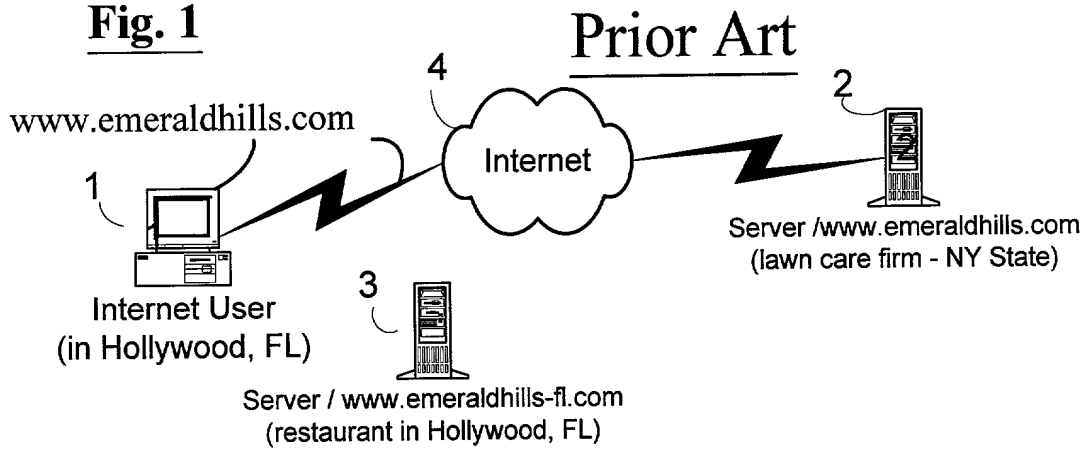 Fig. 1
Prior Art
4
2
www.emeraldhills.com
Internet
1
2
Server /www.emeraldhills.com
(lawn care firm - NY State)
Internet User
(in Hollywood, FL)
3
Server / www.emeraldhills-fl.com
(restaurant in Hollywood, FL)